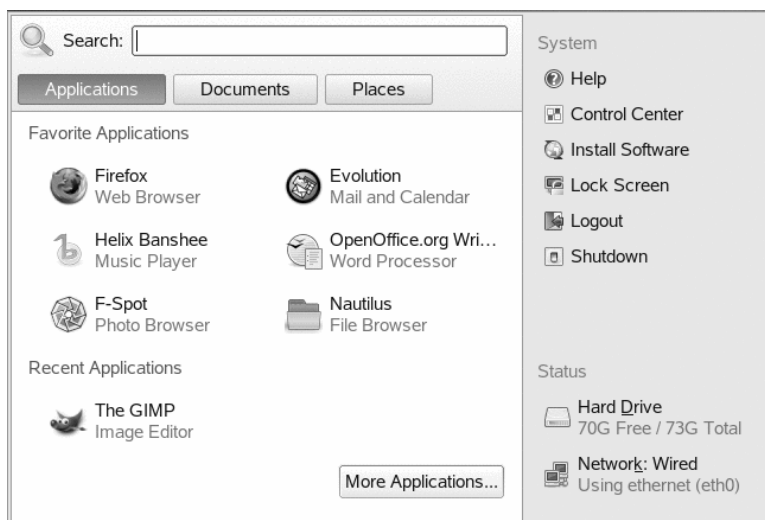 Search:
Applications
Documents
Places
Favorite Applications
Firefox
Web Browser
Evolution
Mail and Calendar
Helix Banshee
Music Player
OpenOffice.org Wri...
Word Processor
F-Spot
Photo Browser
Nautilus
File Browser
Recent Applications
The GIMP
Image Editor
More Applications...
System
Help
Control Center
Install Software
Lock Screen
Logout
Shutdown
Status
Hard Drive
70G Free / 73G Total
Network: Wired
Using ethernet (eth0)